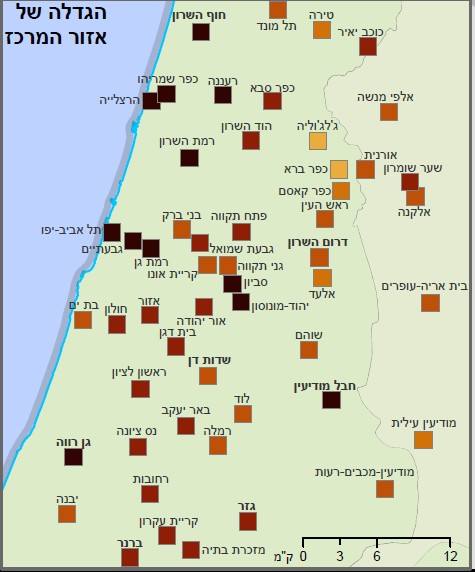 הגדלה של
אזור המרכז
חוף השרון
תל מונד
טירה
כוכב יאיר
כפר שמריהו
הרצלייה
רעננה
כפר סבא
אלפי מנשה
רמת השרון
הוד השרון
ג'לג'וליה
כפר ברא
אורנית
שער שומרון
כפר קאסם
אלקנה
ראש העין
תל אביב-יפו
גבעתיים
רמת גן
בני ברק
פתח תקווה
גבעת שמואל
קריית אונו
גני תקווה
דרום השרון
סביון
אלעד
בית אריה-עופרים
יהוד-מונוסון
בת ים
חולון
אזור
אור יהודה
בית דגן
שוהם
שדות דן
ראשון לציון
חבל מודיעין
לוד
באר יעקב
רמלה
נס ציונה
מודיעין עילית
גן רווה
מודיעין-מכבים-רעות
רחובות
יבנה
גזר
קריית עקרון
מזכרת בתיה
ברנר
0 3 6 12
ק"מ